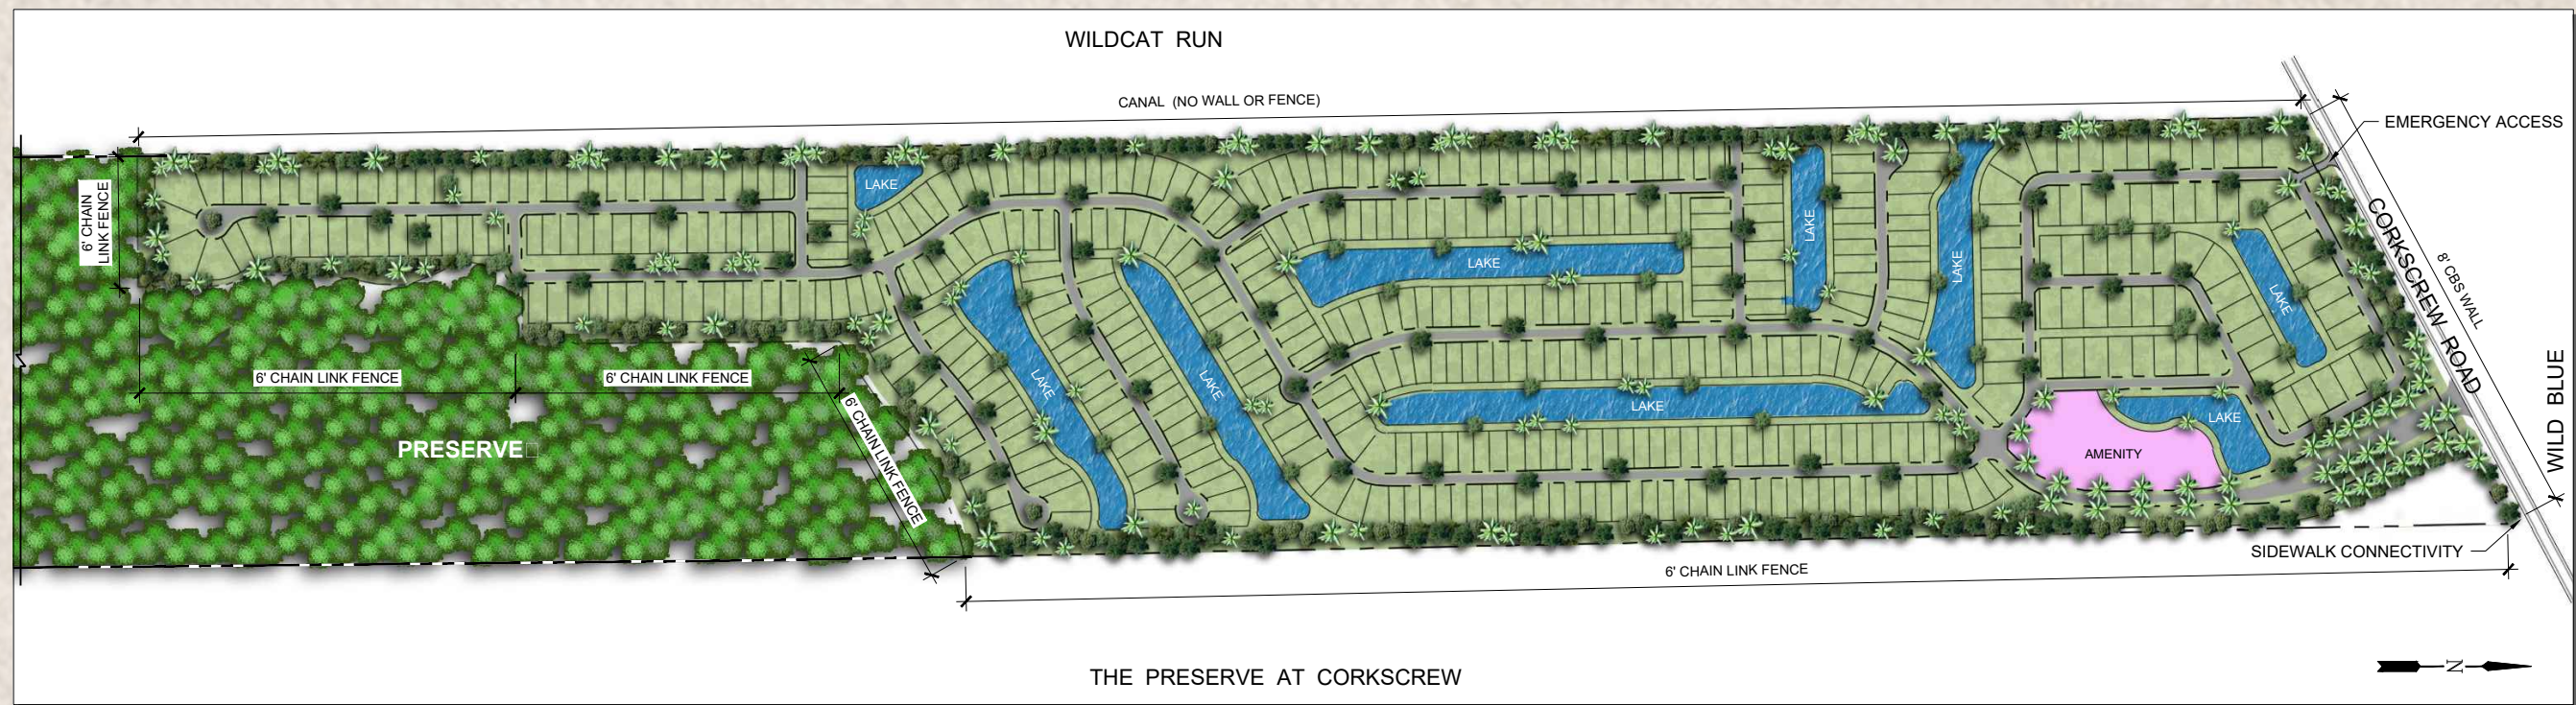 WILDCAT RUN
CANAL (NO WALL OR FENCE)
EMERGENCY ACCESS
6' CHAIN
LINK FENCE
LAKE
LAKE
LAKE
LAKE
LAKE
CORKSCREW ROAD
8' CBS WALL
LAKE
6' CHAIN LINK FENCE
6' CHAIN LINK FENCE
LAKE
LAKE
LAKE
LAKE
WILD BLUE
6' CHAIN LINK FENCE
PRESERVE
AMENITY
SIDEWALK CONNECTIVITY
6' CHAIN LINK FENCE
THE PRESERVE AT CORKSCREW
N